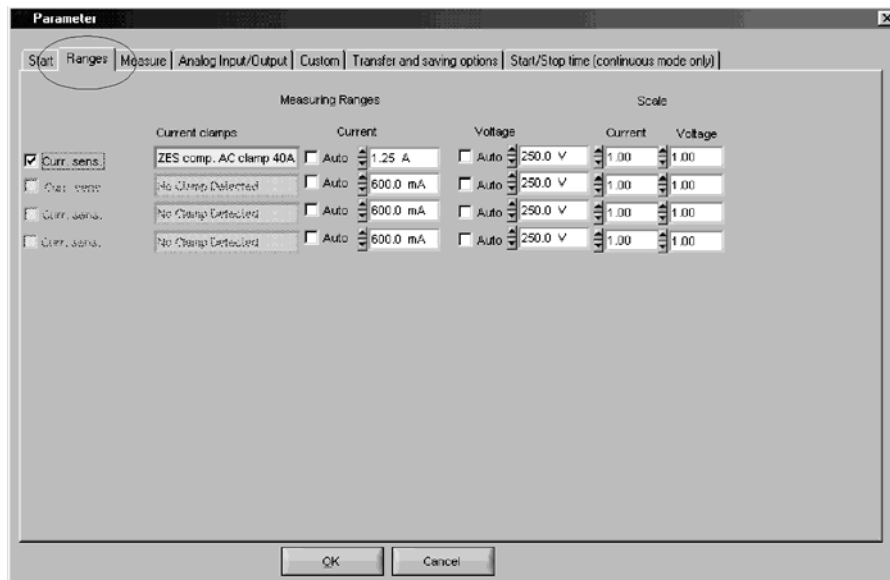 Parameter
Start Ranges Measure Analog Input/Output Custom Transfer and saving options Start/Stop time (continuous mode only)
Measuring Ranges Scale
Current clamps Current Voltage Current Voltage
Curr. sens. ZES comp. AC clamp 40A Auto 1.25 A Auto 250.0 V 1.00 1.00
Curr. sens. No Clamp Detected Auto 600.0 mA Auto 250.0 V 1.00 1.00
Curr. sens. No Clamp Detected Auto 600.0 mA Auto 250.0 V 1.00 1.00
Curr. sens. No Clamp Detected Auto 600.0 mA Auto 250.0 V 1.00 1.00
OK Cancel